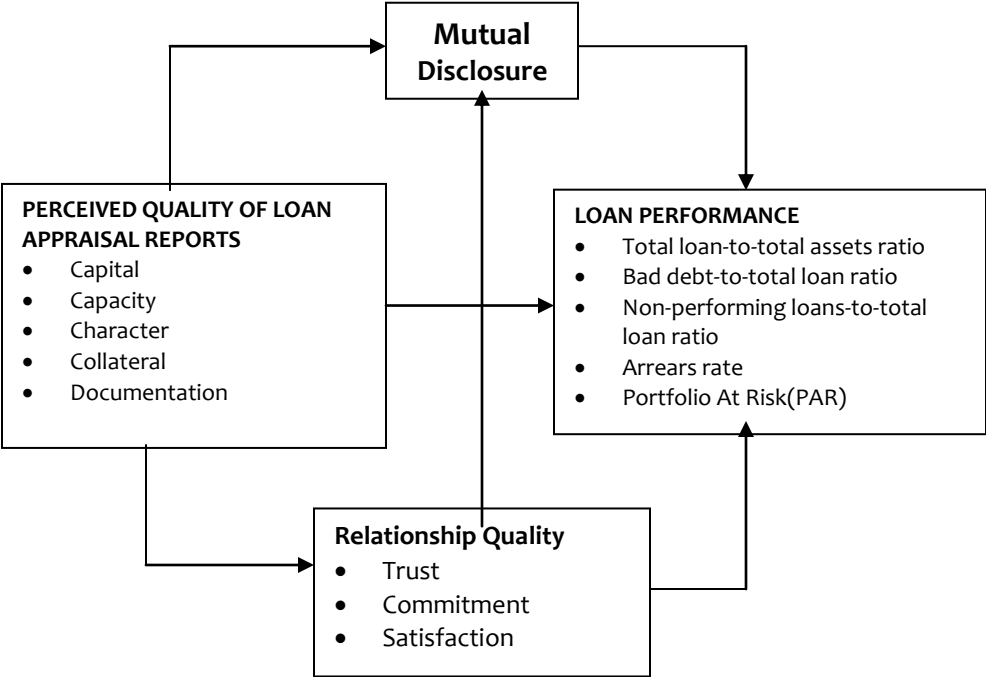 Mutual
Disclosure
PERCEIVED QUALITY OF LOAN
APPRAISAL REPORTS
• Capital
• Capacity
• Character
• Collateral
• Documentation
LOAN PERFORMANCE
• Total loan-to-total assets ratio
• Bad debt-to-total loan ratio
• Non-performing loans-to-total
loan ratio
• Arrears rate
• Portfolio At Risk(PAR)
Relationship Quality
• Trust
• Commitment
• Satisfaction